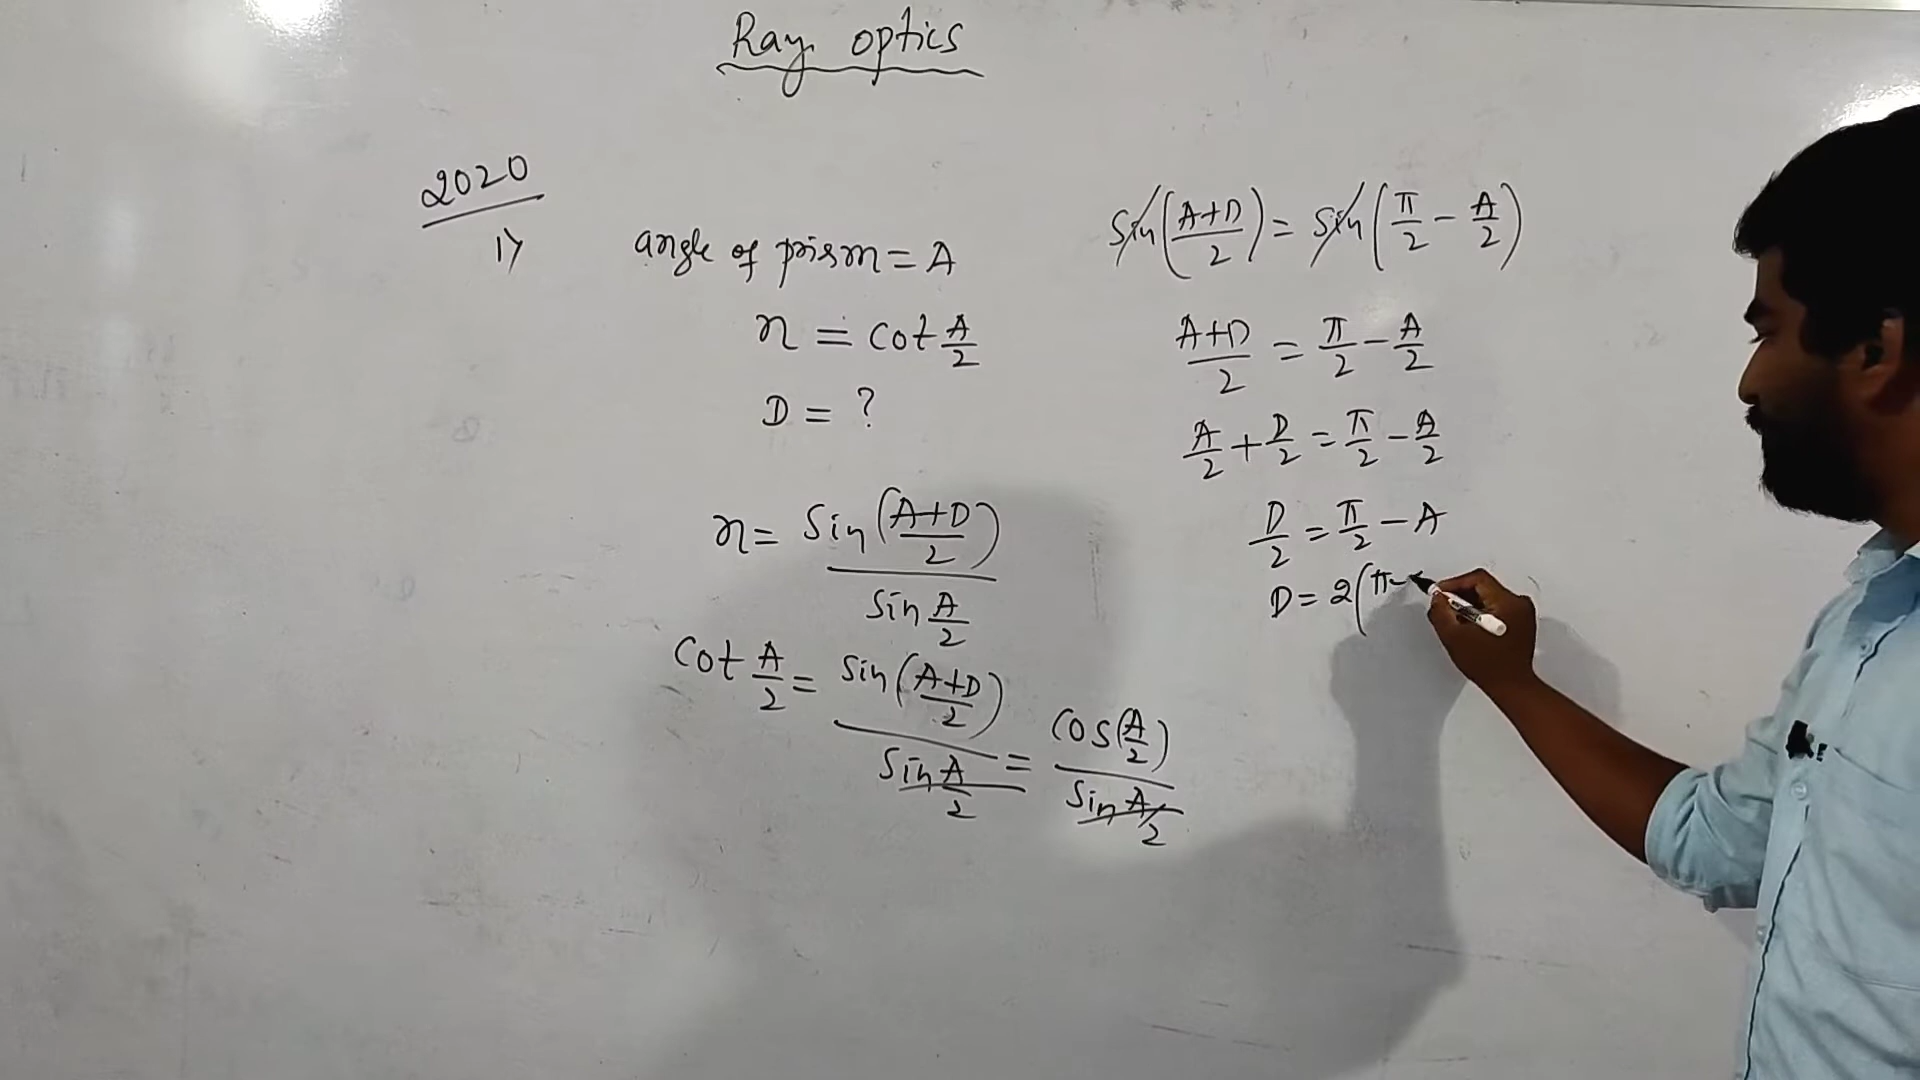 Ray optics
2020
1)
angle of prism = A
n = cot A/2
D = ?
n = Sin((A+D)/2) / Sin A/2
Cot A/2 = Sin((A+D)/2) / Sin A/2 = Cos(A/2) / Sin A/2
Sin((A+D)/2) = Sin(π/2 − A/2)
(A+D)/2 = π/2 − A/2
A/2 + D/2 = π/2 − A/2
D/2 = π/2 − A
D = 2(π−